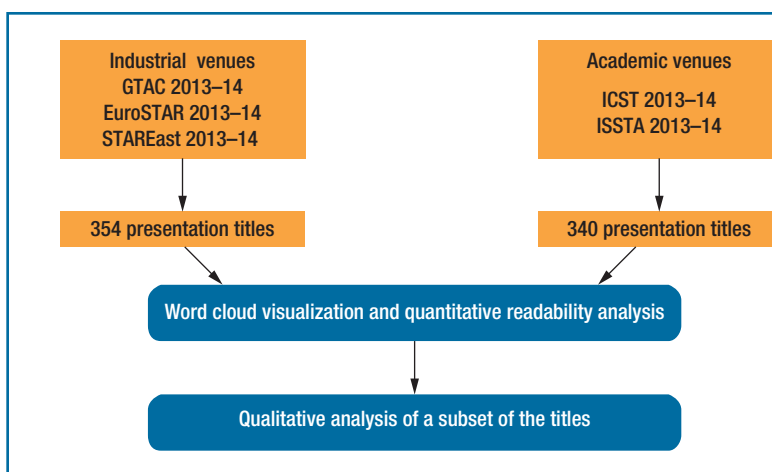 Industrial venues
GTAC 2013–14
EuroSTAR 2013–14
STAREast 2013–14
Academic venues
ICST 2013–14
ISSTA 2013–14
354 presentation titles
340 presentation titles
Word cloud visualization and quantitative readability analysis
Qualitative analysis of a subset of the titles